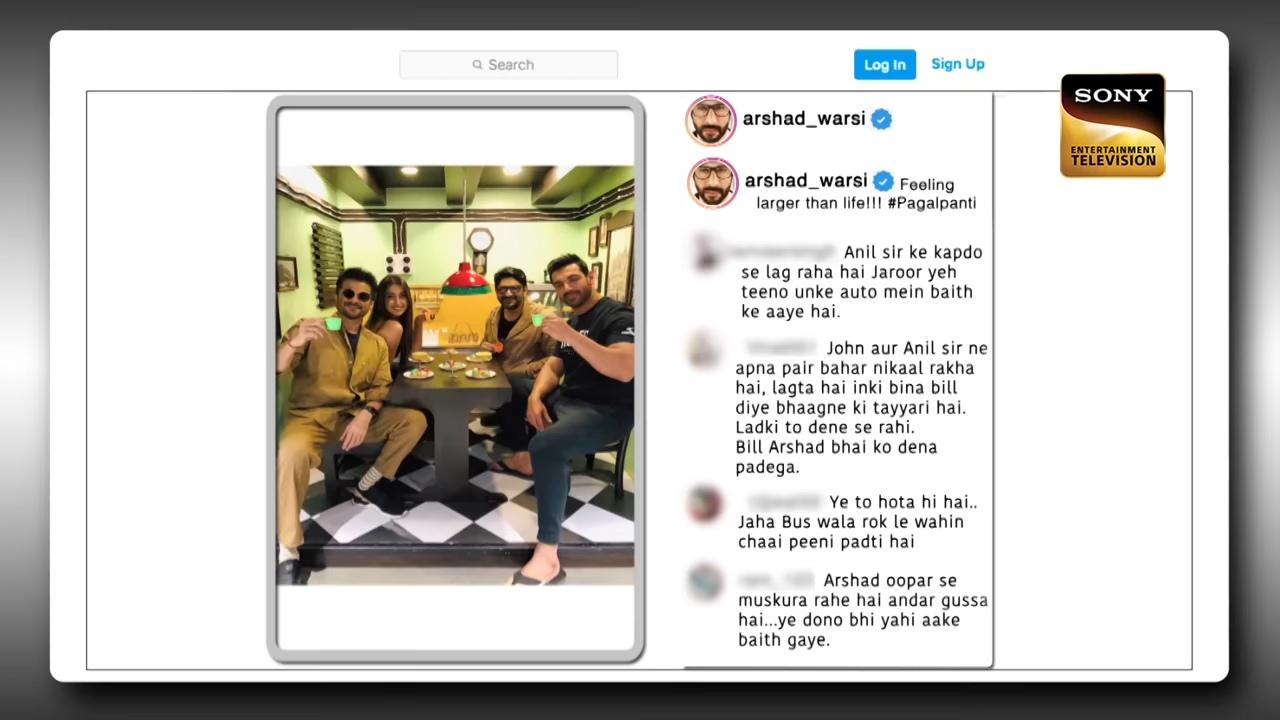 Search
Log In
Sign Up
SONY
ENTERTAINMENT
TELEVISION
arshad_warsi
arshad_warsi Feeling
larger than life!!! #Pagalpanti
Anil sir ke kapdo
se lag raha hai Jaroor yeh
teeno unke auto mein baith
ke aaye hai.
John aur Anil sir ne
apna pair bahar nikaal rakha
hai, lagta hai inki bina bill
diye bhaagne ki tayyari hai.
Ladki to dene se rahi.
Bill Arshad bhai ko dena
padega.
Ye to hota hi hai..
Jaha Bus wala rok le wahin
chaai peeni padti hai
Arshad oopar se
muskura rahe hai andar gussa
hai...ye dono bhi yahi aake
baith gaye.